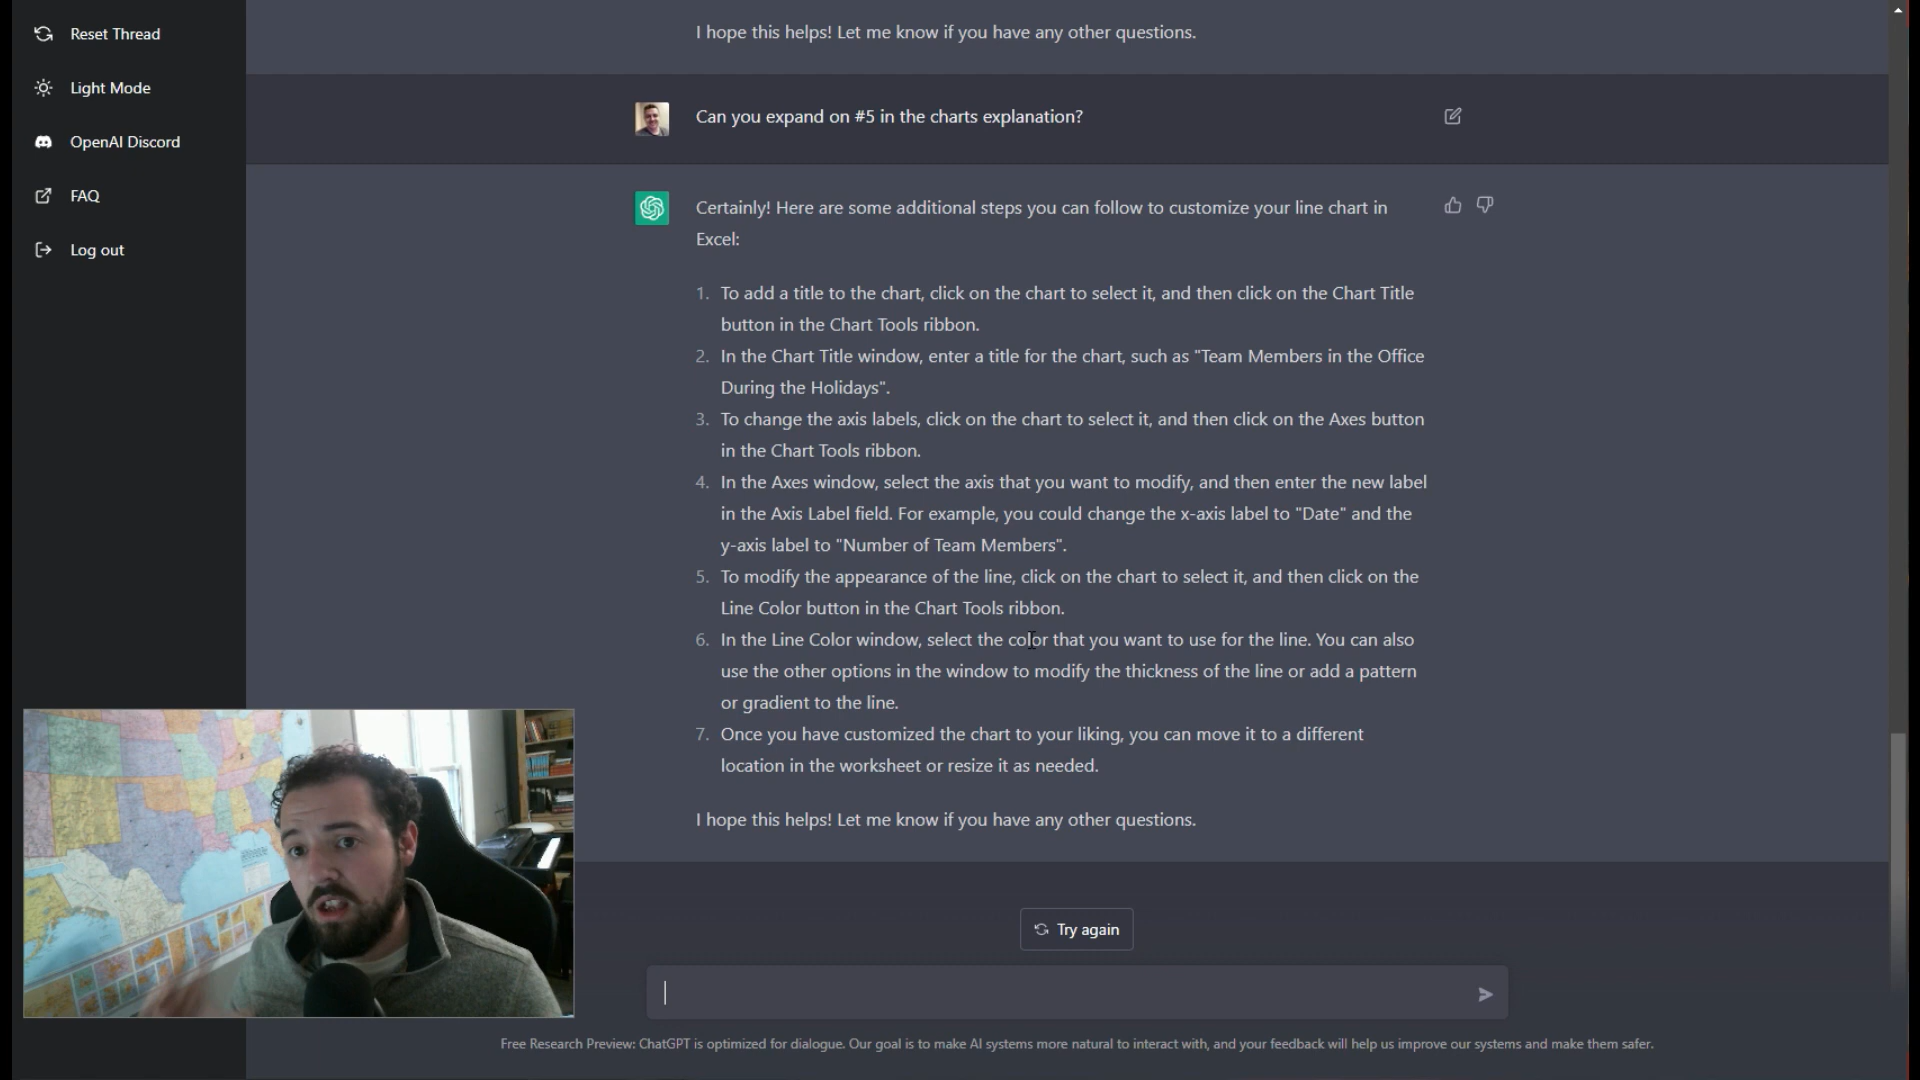 Reset Thread
Light Mode
OpenAI Discord
FAQ
Log out
I hope this helps! Let me know if you have any other questions.
Can you expand on #5 in the charts explanation?
Certainly! Here are some additional steps you can follow to customize your line chart in
Excel:
1. To add a title to the chart, click on the chart to select it, and then click on the Chart Title
button in the Chart Tools ribbon.
2. In the Chart Title window, enter a title for the chart, such as "Team Members in the Office
During the Holidays".
3. To change the axis labels, click on the chart to select it, and then click on the Axes button
in the Chart Tools ribbon.
4. In the Axes window, select the axis that you want to modify, and then enter the new label
in the Axis Label field. For example, you could change the x-axis label to "Date" and the
y-axis label to "Number of Team Members".
5. To modify the appearance of the line, click on the chart to select it, and then click on the
Line Color button in the Chart Tools ribbon.
6. In the Line Color window, select the color that you want to use for the line. You can also
use the other options in the window to modify the thickness of the line or add a pattern
or gradient to the line.
7. Once you have customized the chart to your liking, you can move it to a different
location in the worksheet or resize it as needed.
I hope this helps! Let me know if you have any other questions.
Try again
Free Research Preview: ChatGPT is optimized for dialogue. Our goal is to make AI systems more natural to interact with, and your feedback will help us improve our systems and make them safer.